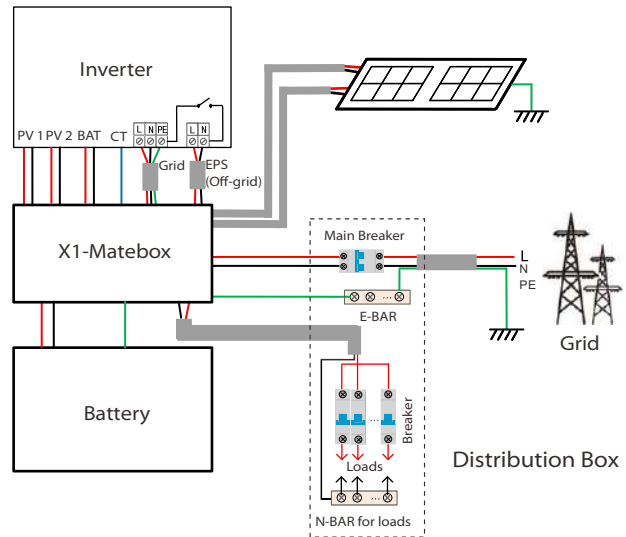 Inverter
PV 1 PV 2 BAT CT
L N PE
L N
Grid
EPS
(Off-grid)
X1-Matebox
Main Breaker
L
N
PE
E-BAR
...
Grid
Battery
Breaker
...
Loads
...
N-BAR for loads
Distribution Box